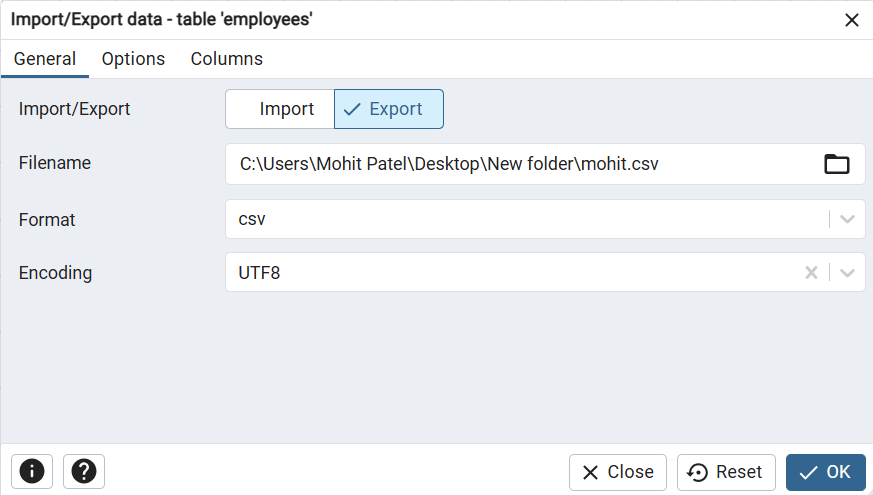 Import/Export data - table 'employees'
General Options Columns
Import/Export Import Export
Filename C:\Users\Mohit Patel\Desktop\New folder\mohit.csv
Format csv
Encoding UTF8
Close Reset OK